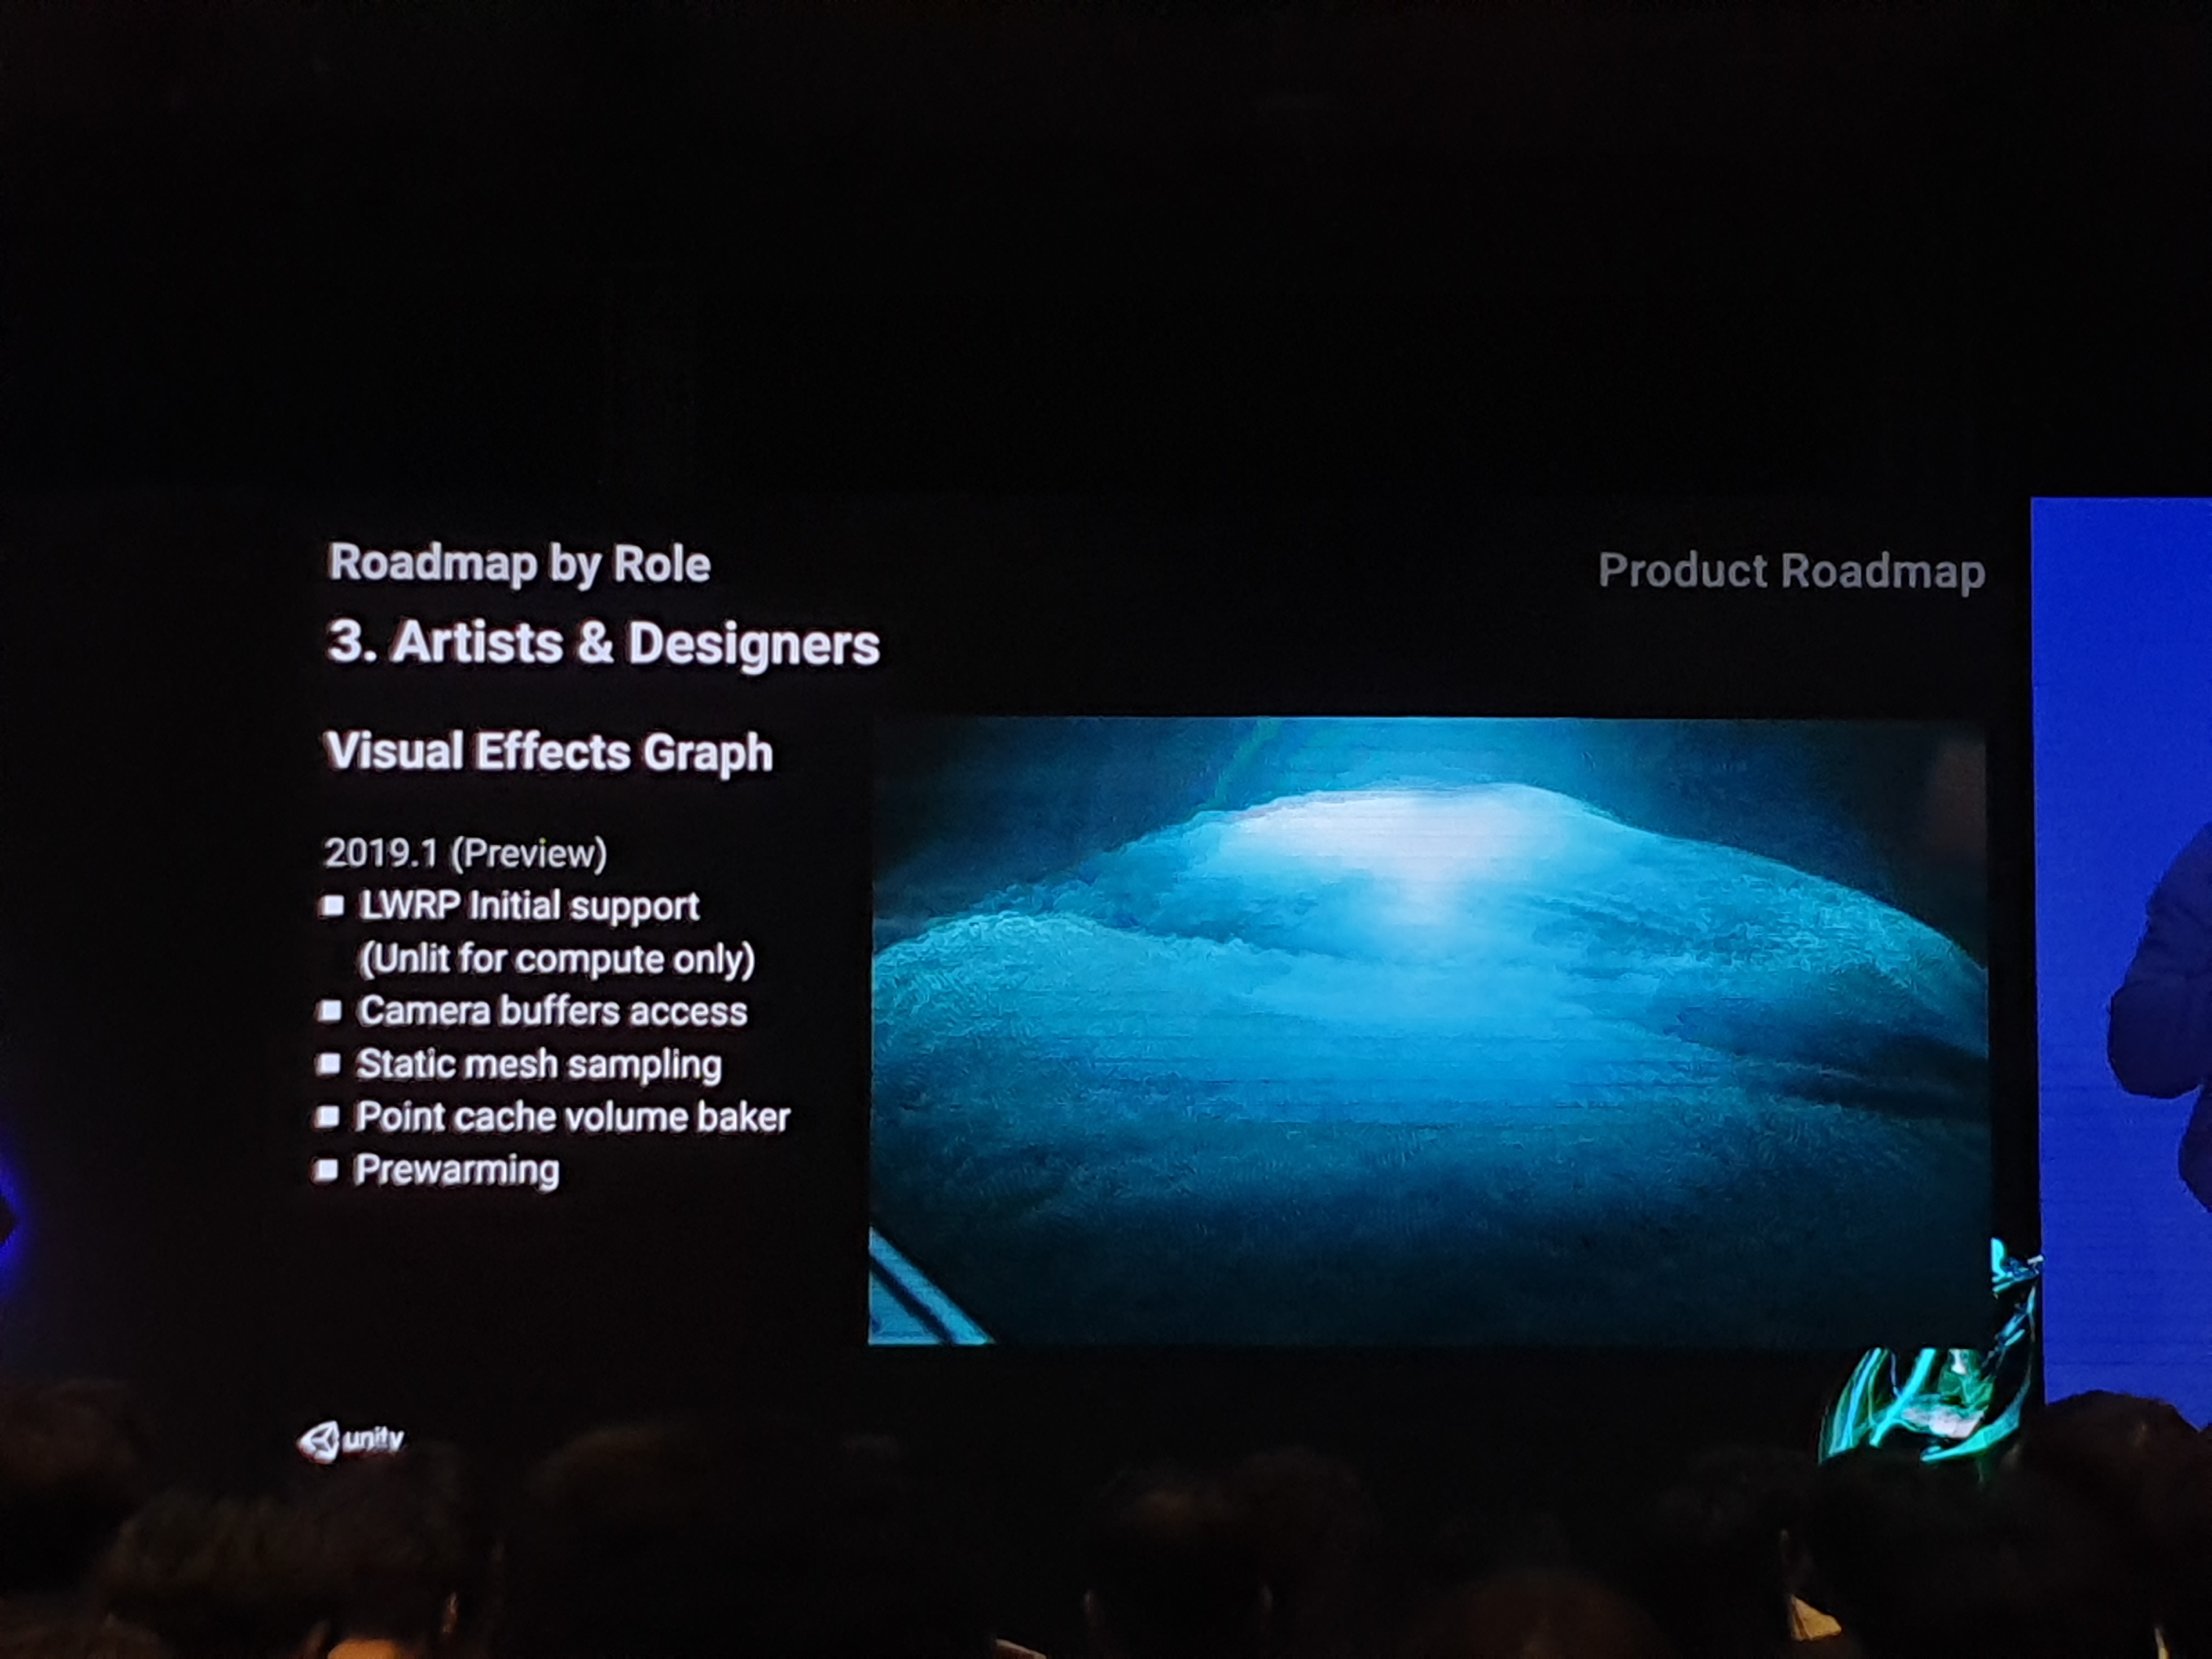 Roadmap by Role
Product Roadmap
3. Artists & Designers
Visual Effects Graph
2019.1 (Preview)
LWRP Initial support
(Unlit for compute only)
Camera buffers access
Static mesh sampling
Point cache volume baker
Prewarming
unity